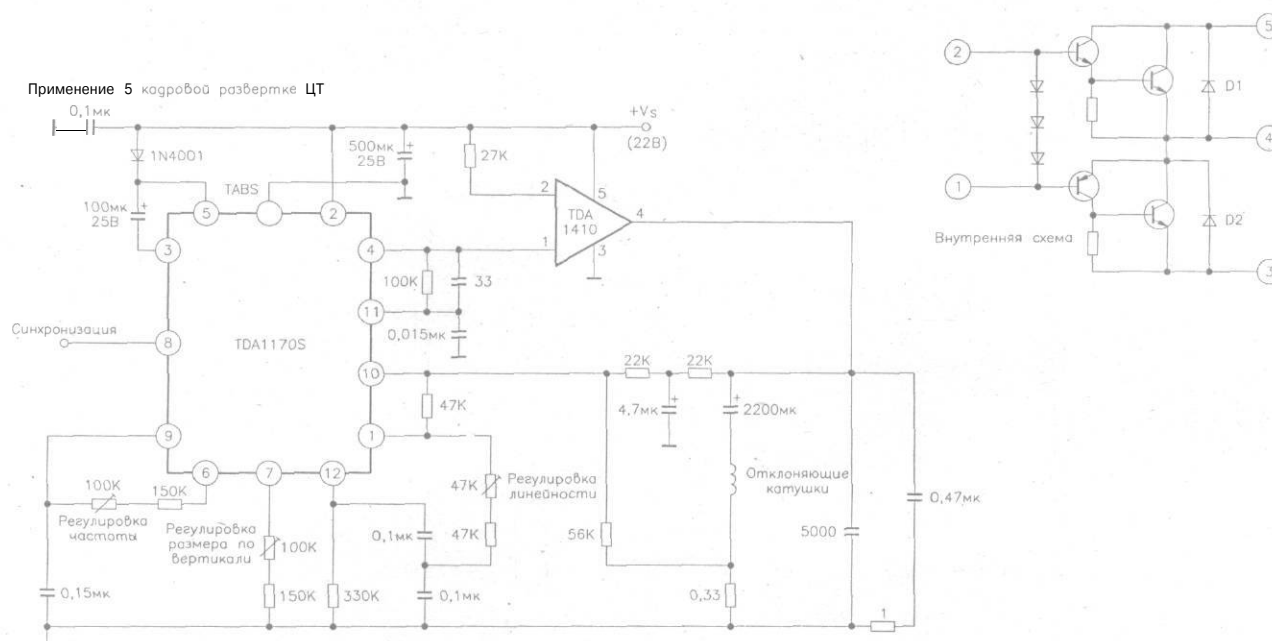 Применение 5 кадровой развертке ЦТ
0,1мк
+Vs
(22В)
1N4001
500мк
25В
27К
TABS
100мк
25В
5
2
3
4
2
5
TDA
1410
4
1
3
100К
33
11
0,015мк
Синхронизация
8
TDA1170S
10
22К
22К
47К
4,7мк
2200мк
9
1
6
7
12
100К
150К
Регулировка
частоты
Регулировка
размера по
вертикали
100К
47К
Регулировка
линейности
Отклоняющие
катушки
0,47мк
0,1мк
47К
56К
5000
0,15мк
150К
330К
0,1мк
0,33
1
5
2
D1
4
1
D2
Внутренняя схема
3